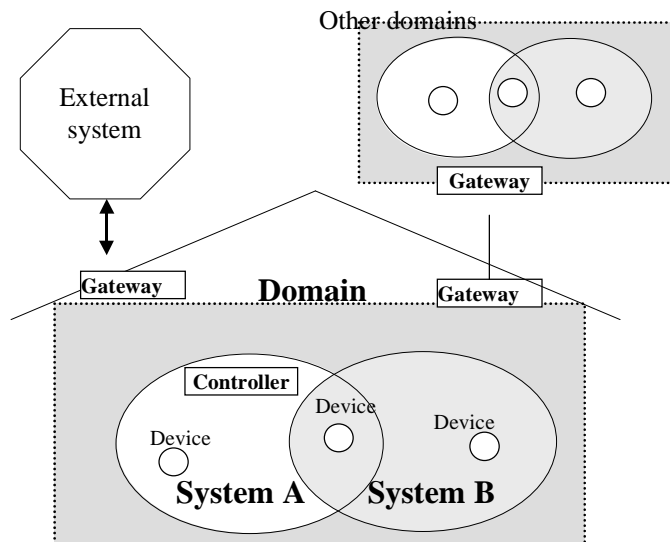 Other domains
External
system
Gateway
Gateway
Domain
Gateway
Controller
Device
Device
Device
System A
System B